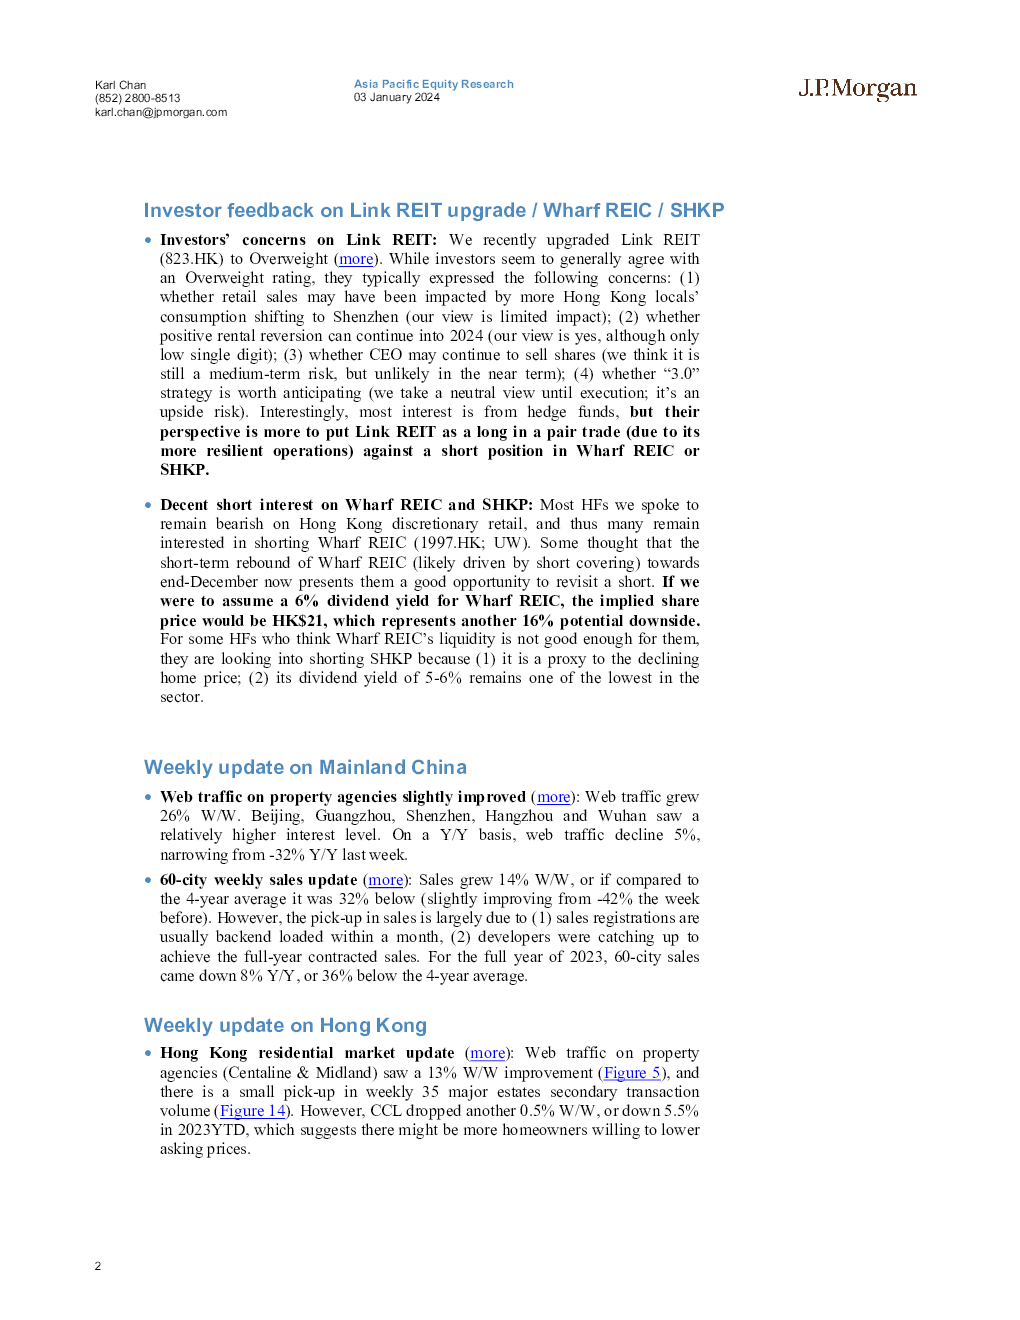 Karl Chan
(852) 2800-8513
karl.chan@jpmorgan.com
Asia Pacific Equity Research
03 January 2024
J.P.Morgan
Investor feedback on Link REIT upgrade / Wharf REIC / SHKP
• Investors’ concerns on Link REIT: We recently upgraded Link REIT
(823.HK) to Overweight (more). While investors seem to generally agree with
an Overweight rating, they typically expressed the following concerns: (1)
whether retail sales may have been impacted by more Hong Kong locals’
consumption shifting to Shenzhen (our view is limited impact); (2) whether
positive rental reversion can continue into 2024 (our view is yes, although only
low single digit); (3) whether CEO may continue to sell shares (we think it is
still a medium-term risk, but unlikely in the near term); (4) whether “3.0”
strategy is worth anticipating (we take a neutral view until execution; it’s an
upside risk). Interestingly, most interest is from hedge funds, but their
perspective is more to put Link REIT as a long in a pair trade (due to its
more resilient operations) against a short position in Wharf REIC or
SHKP.
• Decent short interest on Wharf REIC and SHKP: Most HFs we spoke to
remain bearish on Hong Kong discretionary retail, and thus many remain
interested in shorting Wharf REIC (1997.HK; UW). Some thought that the
short-term rebound of Wharf REIC (likely driven by short covering) towards
end-December now presents them a good opportunity to revisit a short. If we
were to assume a 6% dividend yield for Wharf REIC, the implied share
price would be HK$21, which represents another 16% potential downside.
For some HFs who think Wharf REIC’s liquidity is not good enough for them,
they are looking into shorting SHKP because (1) it is a proxy to the declining
home price; (2) its dividend yield of 5-6% remains one of the lowest in the
sector.
Weekly update on Mainland China
• Web traffic on property agencies slightly improved (more): Web traffic grew
26% W/W. Beijing, Guangzhou, Shenzhen, Hangzhou and Wuhan saw a
relatively higher interest level. On a Y/Y basis, web traffic decline 5%,
narrowing from -32% Y/Y last week.
• 60-city weekly sales update (more): Sales grew 14% W/W, or if compared to
the 4-year average it was 32% below (slightly improving from -42% the week
before). However, the pick-up in sales is largely due to (1) sales registrations are
usually backend loaded within a month, (2) developers were catching up to
achieve the full-year contracted sales. For the full year of 2023, 60-city sales
came down 8% Y/Y, or 36% below the 4-year average.
Weekly update on Hong Kong
• Hong Kong residential market update (more): Web traffic on property
agencies (Centaline & Midland) saw a 13% W/W improvement (Figure 5), and
there is a small pick-up in weekly 35 major estates secondary transaction
volume (Figure 14). However, CCL dropped another 0.5% W/W, or down 5.5%
in 2023YTD, which suggests there might be more homeowners willing to lower
asking prices.
2